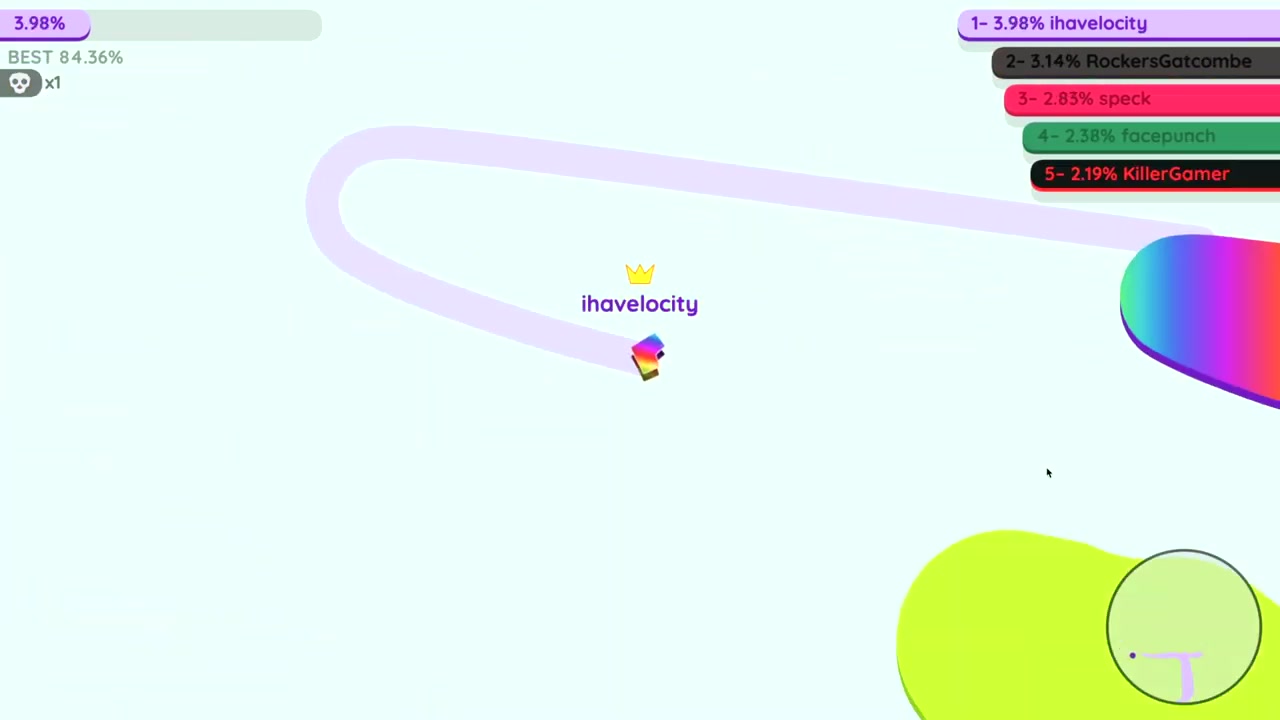 3.98%
BEST 84.36%
x1
1- 3.98% ihavelocity
2- 3.14% RockersGatcombe
3- 2.83% speck
4- 2.38% facepunch
5- 2.19% KillerGamer
ihavelocity